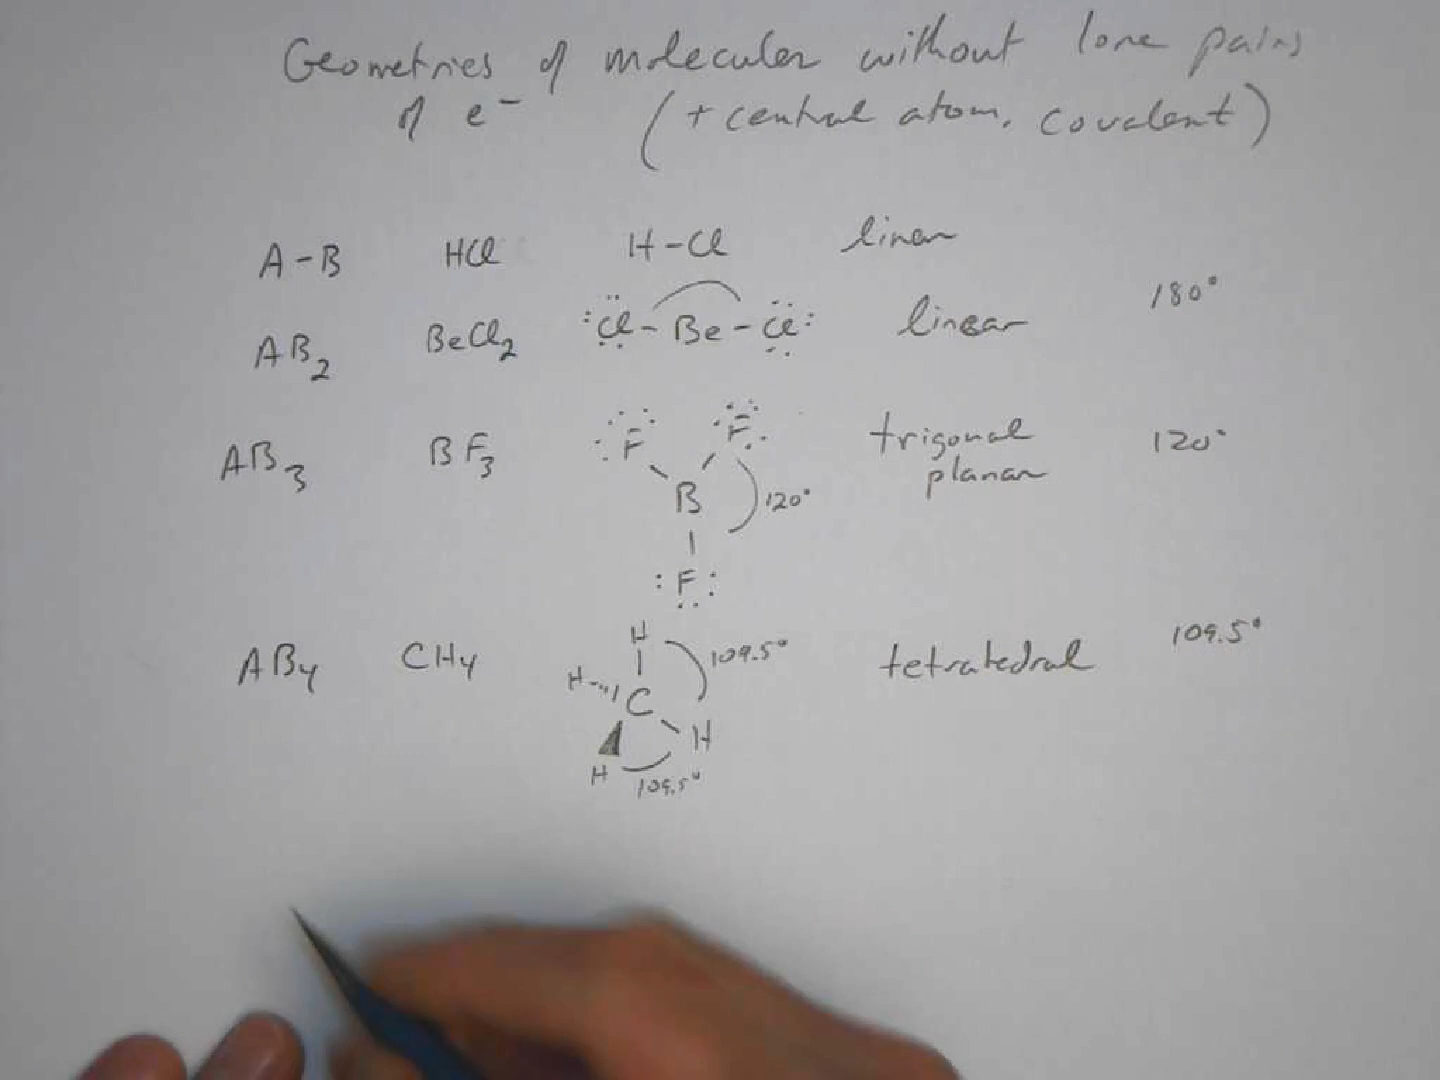 Geometries of molecules without lone pairs
of e⁻ (+ central atom, covalent)
A-B HCl H-Cl linear
AB₂ BeCl₂ :Cl-Be-Cl: linear 180°
AB₃ BF₃ F F B F 120° trigonal planar 120°
AB₄ CH₄ H H C H H 109.5° 109.5° tetrahedral 109.5°